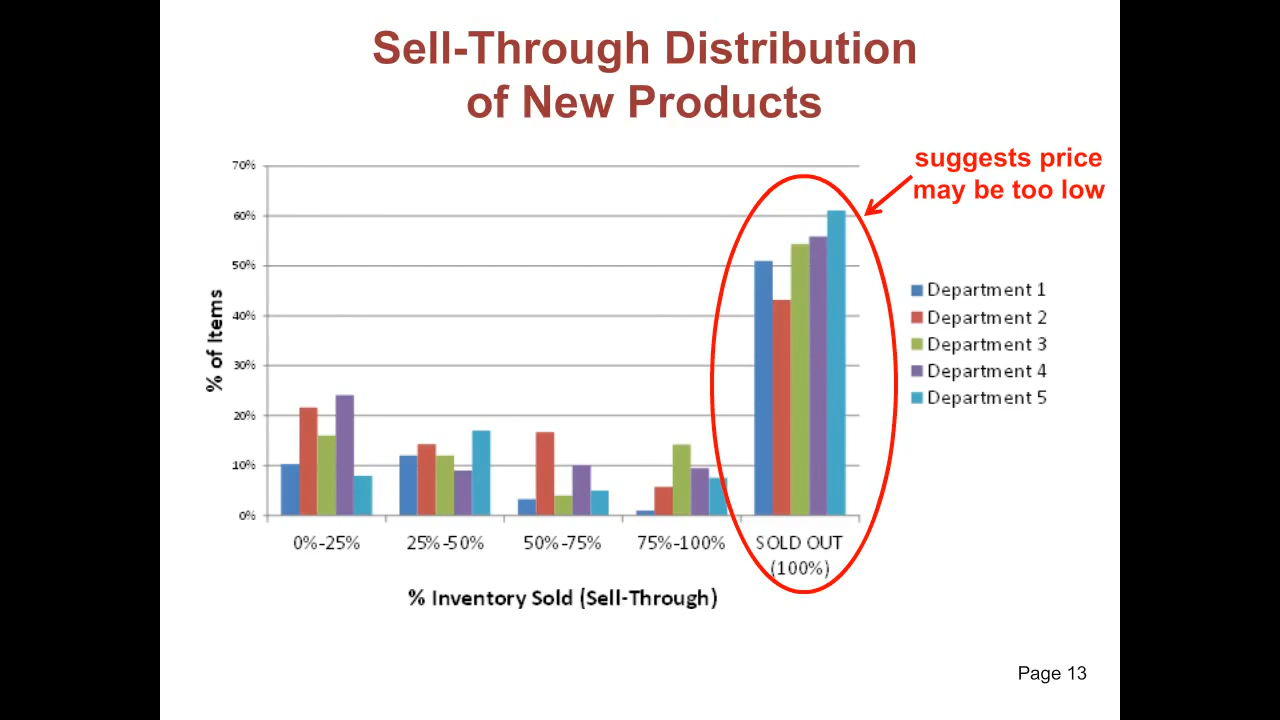 Sell-Through Distribution
of New Products
suggests price
may be too low
70%
60%
50%
40%
30%
20%
10%
0%
% of Items
0%-25%
25%-50%
50%-75%
75%-100%
SOLD OUT
(100%)
% Inventory Sold (Sell-Through)
Department 1
Department 2
Department 3
Department 4
Department 5
Page 13